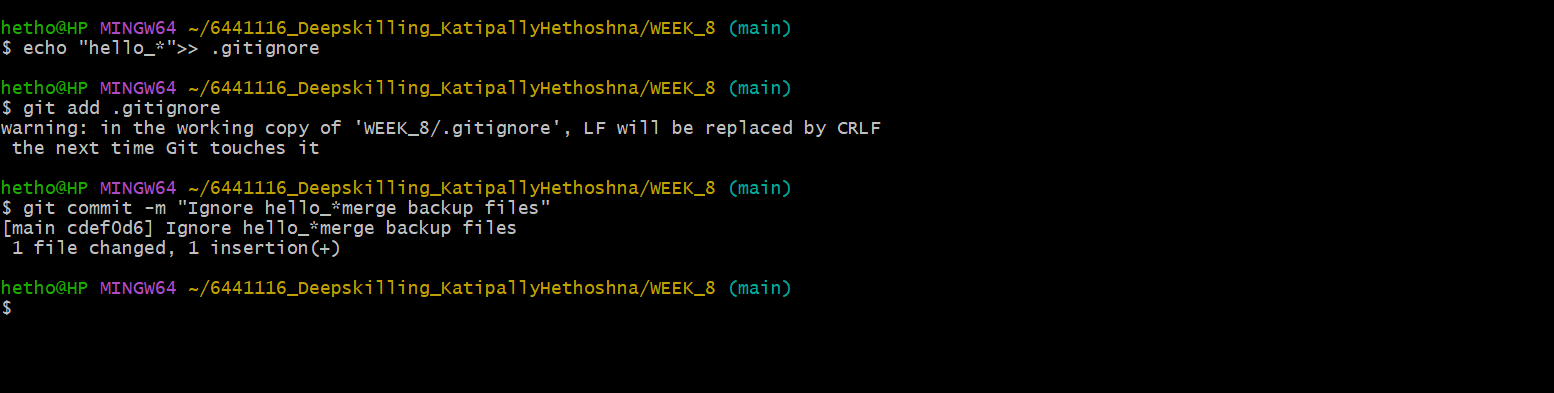 hetho@HP MINGW64 ~/6441116_Deepskilling_KatipallyHethoshna/WEEK_8 (main)
$ echo "hello_*">> .gitignore
hetho@HP MINGW64 ~/6441116_Deepskilling_KatipallyHethoshna/WEEK_8 (main)
$ git add .gitignore
warning: in the working copy of 'WEEK_8/.gitignore', LF will be replaced by CRLF
 the next time Git touches it
hetho@HP MINGW64 ~/6441116_Deepskilling_KatipallyHethoshna/WEEK_8 (main)
$ git commit -m "Ignore hello_*merge backup files"
[main cdef0d6] Ignore hello_*merge backup files
 1 file changed, 1 insertion(+)
hetho@HP MINGW64 ~/6441116_Deepskilling_KatipallyHethoshna/WEEK_8 (main)
$